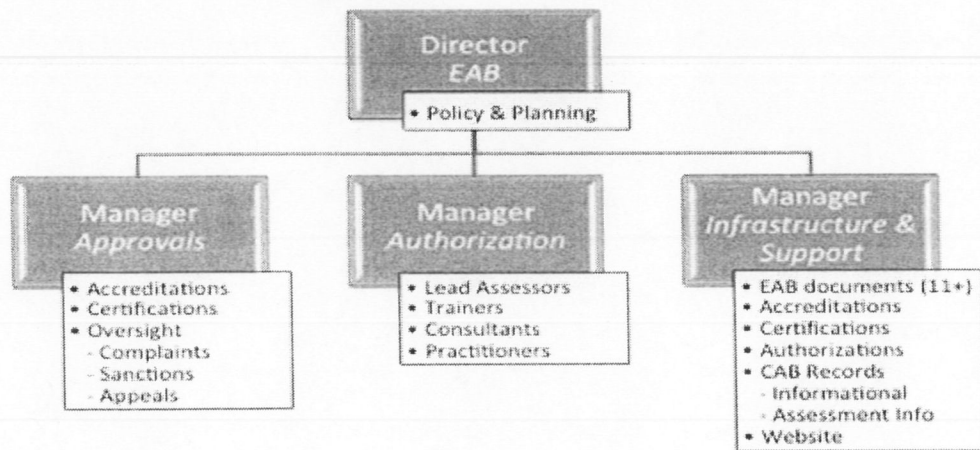 Director
EAB
• Policy & Planning
Manager
Approvals
• Accreditations
• Certifications
• Oversight
- Complaints
- Sanctions
- Appeals
Manager
Authorization
• Lead Assessors
• Trainers
• Consultants
• Practitioners
Manager
Infrastructure &
Support
• EAB documents (11+)
• Accreditations
• Certifications
• Authorizations
• CAB Records
- Informational
- Assessment Info
• Website